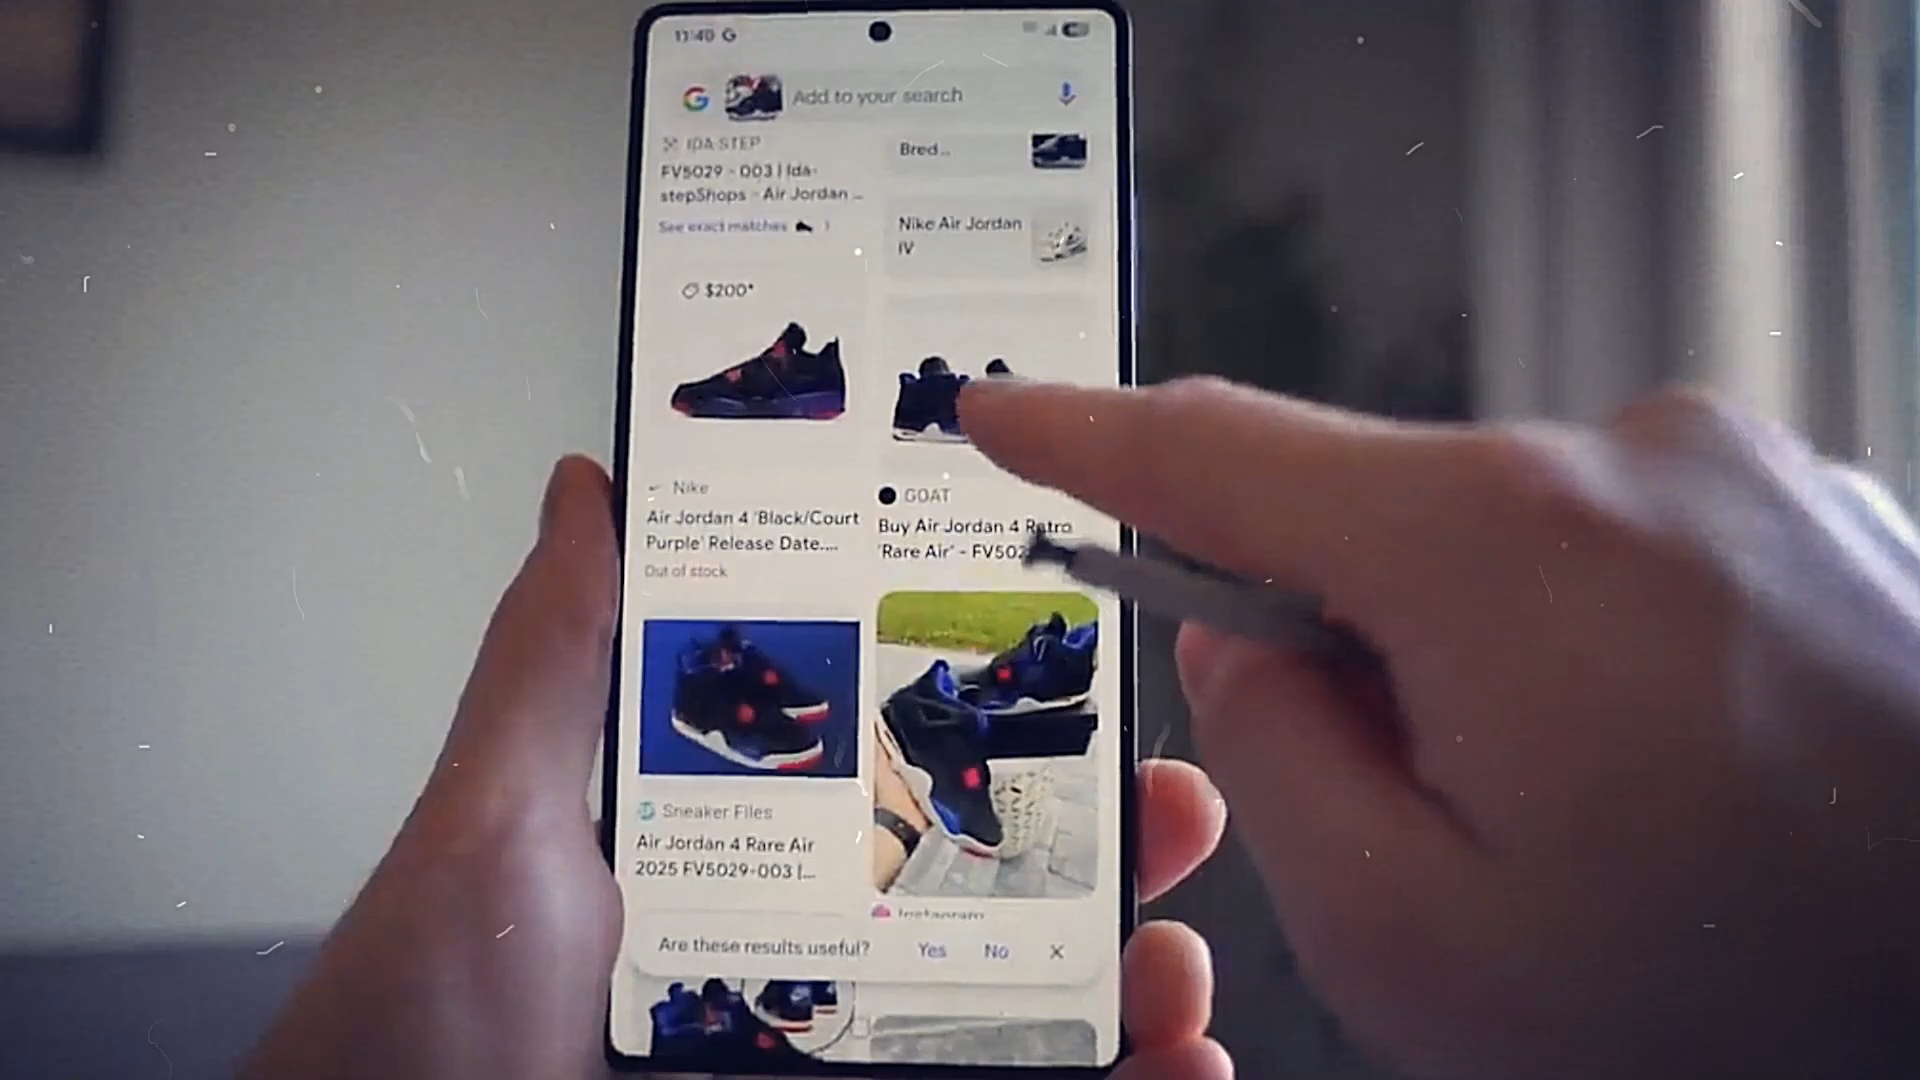 11:40 G
G Add to your search
IDA STEP
FV5029 - 003 | Ida-
stepShops - Air Jordan ...
See exact matches
$200*
Nike
Air Jordan 4 'Black/Court
Purple' Release Date....
Out of stock
Sneaker Files
Air Jordan 4 Rare Air
2025 FV5029-003 |...
Bred...
Nike Air Jordan
IV
GOAT
Buy Air Jordan 4 Retro
'Rare Air' - FV502
Instagram
Are these results useful? Yes No